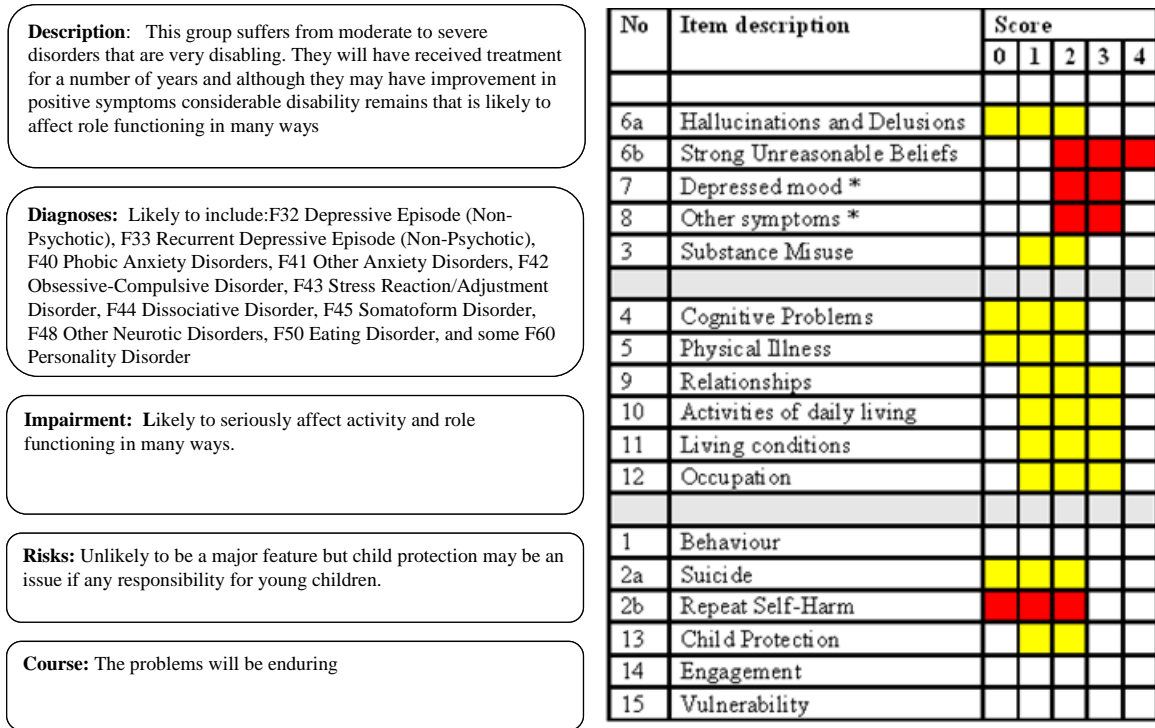 Description:   This group suffers from moderate to severe
disorders that are very disabling. They will have received treatment
for a number of years and although they may have improvement in
positive symptoms considerable disability remains that is likely to
affect role functioning in many ways
Diagnoses:  Likely to include:F32 Depressive Episode (Non-
Psychotic), F33 Recurrent Depressive Episode (Non-Psychotic),
F40 Phobic Anxiety Disorders, F41 Other Anxiety Disorders, F42
Obsessive-Compulsive Disorder, F43 Stress Reaction/Adjustment
Disorder, F44 Dissociative Disorder, F45 Somatoform Disorder,
F48 Other Neurotic Disorders, F50 Eating Disorder, and some F60
Personality Disorder
Impairment:  Likely to seriously affect activity and role
functioning in many ways.
Risks: Unlikely to be a major feature but child protection may be an
issue if any responsibility for young children.
Course: The problems will be enduring
No Item description Score
0 1 2 3 4
6a Hallucinations and Delusions
6b Strong Unreasonable Beliefs
7 Depressed mood *
8 Other symptoms *
3 Substance Misuse
4 Cognitive Problems
5 Physical Illness
9 Relationships
10 Activities of daily living
11 Living conditions
12 Occupation
1 Behaviour
2a Suicide
2b Repeat Self-Harm
13 Child Protection
14 Engagement
15 Vulnerability